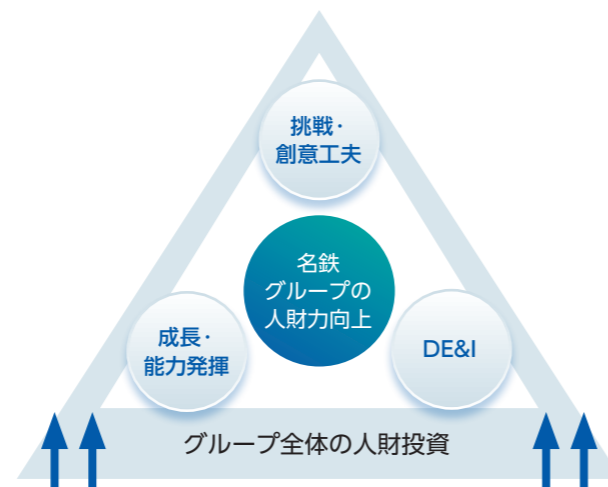 挑戦・
創意工夫
名鉄
グループの
人財力向上
成長・
能力発揮
DE&I
グループ全体の人財投資